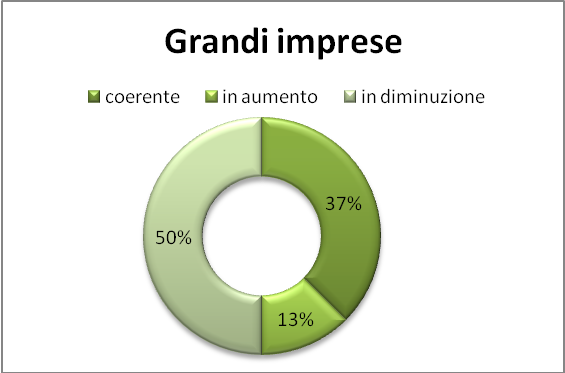 Grandi imprese
coerente in aumento in diminuzione
37%
50%
13%